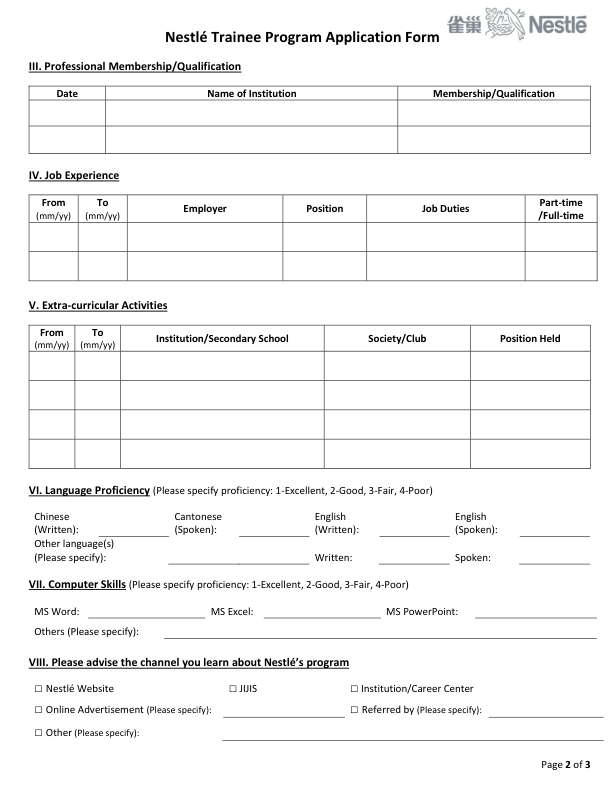 Nestlé Trainee Program Application Form 雀巢 Nestlé
III. Professional Membership/Qualification
Date Name of Institution Membership/Qualification
IV. Job Experience
From (mm/yy) To (mm/yy) Employer Position Job Duties Part-time /Full-time
V. Extra-curricular Activities
From (mm/yy) To (mm/yy) Institution/Secondary School Society/Club Position Held
VI. Language Proficiency (Please specify proficiency: 1-Excellent, 2-Good, 3-Fair, 4-Poor)
Chinese (Written): Cantonese (Spoken): English (Written): English (Spoken):
Other language(s)
(Please specify): Written: Spoken:
VII. Computer Skills (Please specify proficiency: 1-Excellent, 2-Good, 3-Fair, 4-Poor)
MS Word: MS Excel: MS PowerPoint:
Others (Please specify):
VIII. Please advise the channel you learn about Nestlé’s program
☐ Nestlé Website ☐ JIJIS ☐ Institution/Career Center
☐ Online Advertisement (Please specify): ☐ Referred by (Please specify):
☐ Other (Please specify):
Page 2 of 3